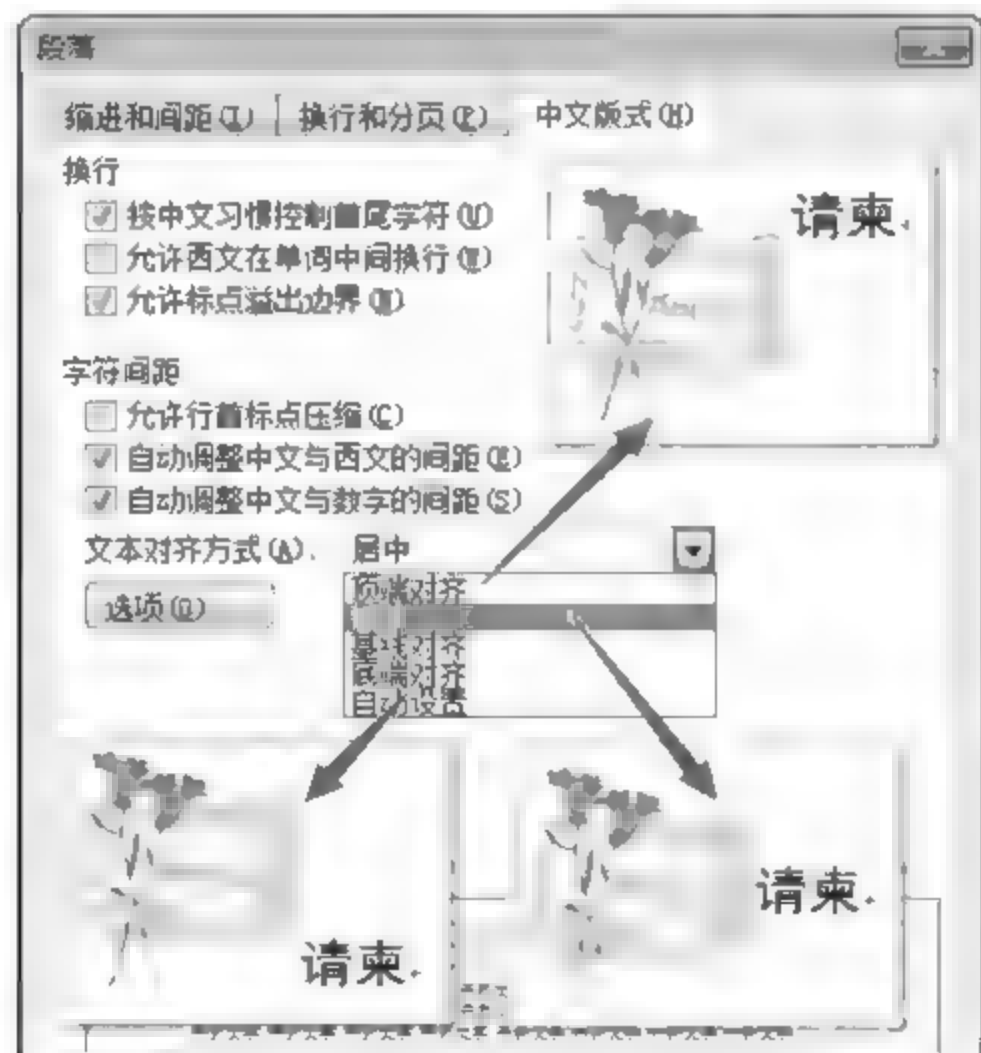 段落
缩进和间距(I) 换行和分页(P) 中文版式(H)
换行
按中文习惯控制首尾字符(U)
允许西文在单词中间换行(W)
允许标点溢出边界(N)
字符间距
允许行首标点压缩(C)
自动调整中文与西文的间距(E)
自动调整中文与数字的间距(S)
文本对齐方式(A): 居中
选项(O)
顶端对齐
基线对齐
底端对齐
自动设置
请柬
请柬
请柬